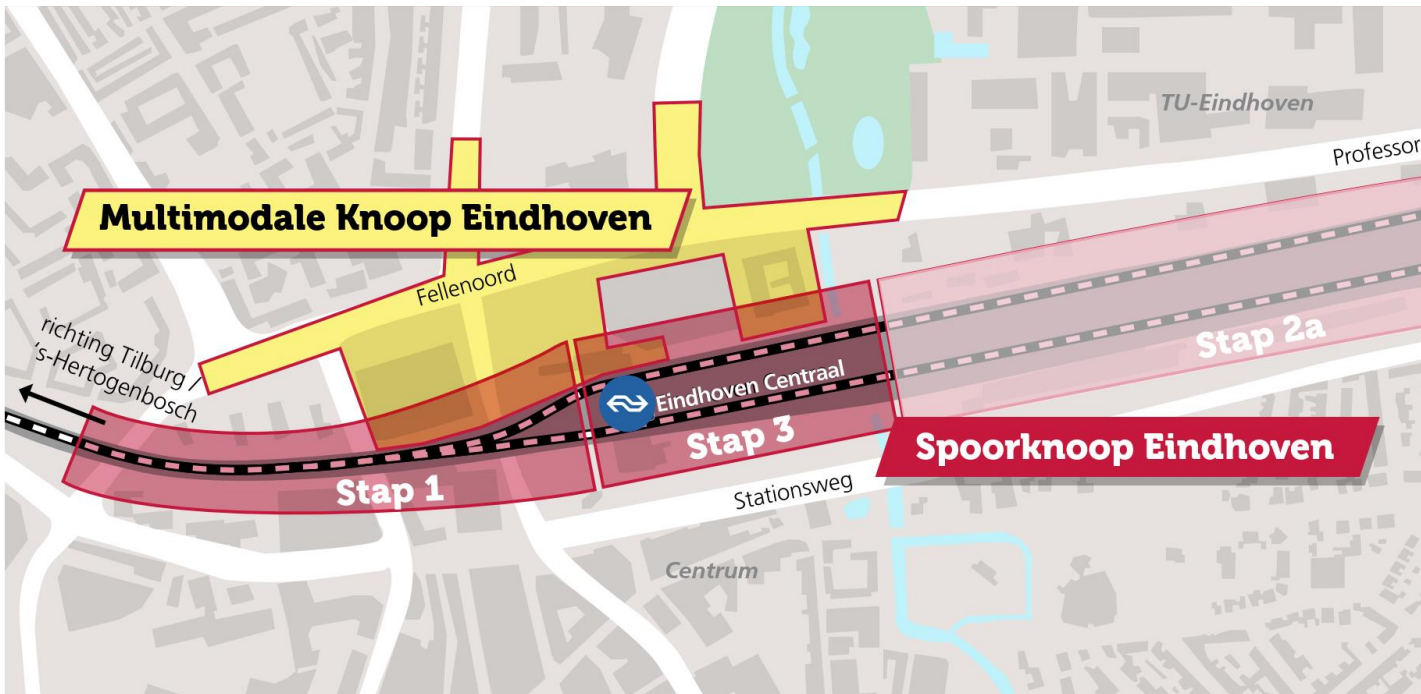 TU-Eindhoven
Professor
Multimodale Knoop Eindhoven
Fellenoord
richting Tilburg /
's-Hertogenbosch
Stap 2a
Eindhoven Centraal
Stap 3
Spoorknoop Eindhoven
Stap 1
Stationsweg
Centrum